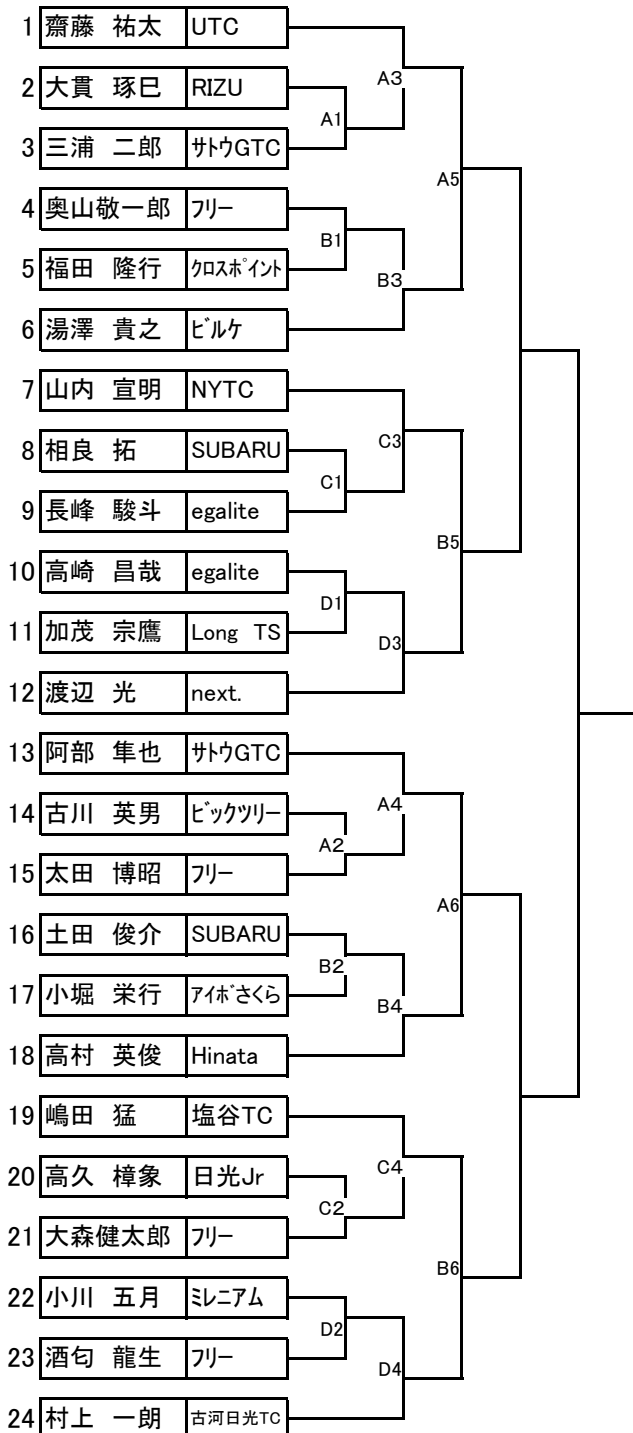 1 齋藤 祐太 UTC
2 大貫 琢巳 RIZU
3 三浦 二郎 サトウGTC
4 奥山敬一郎 フリー
5 福田 隆行 クロスポイント
6 湯澤 貴之 ビルケ
7 山内 宣明 NYTC
8 相良 拓 SUBARU
9 長峰 駿斗 egalite
10 高崎 昌哉 egalite
11 加茂 宗鷹 Long TS
12 渡辺 光 next.
13 阿部 隼也 サトウGTC
14 古川 英男 ビックツリー
15 太田 博昭 フリー
16 土田 俊介 SUBARU
17 小堀 栄行 アイボさくら
18 高村 英俊 Hinata
19 嶋田 猛 塩谷TC
20 高久 樟象 日光Jr
21 大森健太郎 フリー
22 小川 五月 ミレニアム
23 酒匂 龍生 フリー
24 村上 一朗 古河日光TC
A1
B1
C1
D1
A2
B2
C2
D2
A3
B3
C3
D3
A4
B4
C4
D4
A5
B5
A6
B6